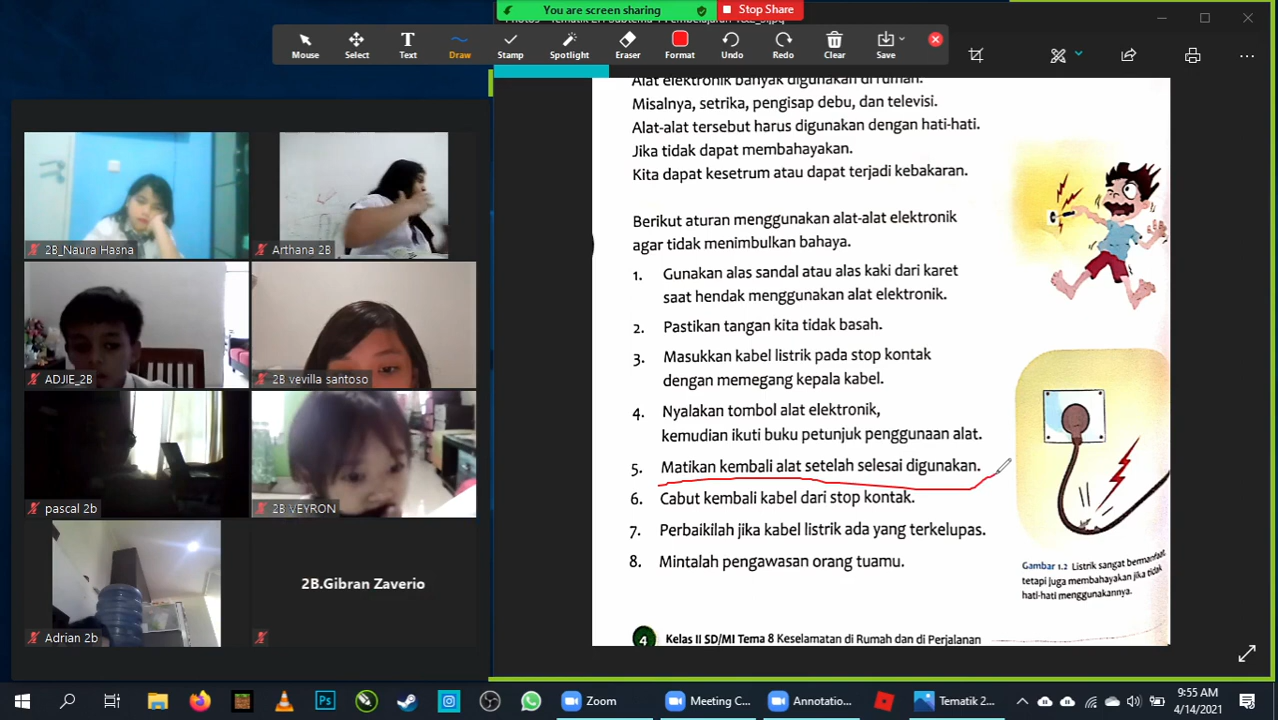 You are screen sharing
Stop Share
Mouse
Select
Text
Draw
Stamp
Spotlight
Eraser
Format
Undo
Redo
Clear
Save
Alat elektronik banyak digunakan di rumah.
Misalnya, setrika, pengisap debu, dan televisi.
Alat-alat tersebut harus digunakan dengan hati-hati.
Jika tidak dapat membahayakan.
Kita dapat kesetrum atau dapat terjadi kebakaran.
Berikut aturan menggunakan alat-alat elektronik
agar tidak menimbulkan bahaya.
1. Gunakan alas sandal atau alas kaki dari karet
saat hendak menggunakan alat elektronik.
2. Pastikan tangan kita tidak basah.
3. Masukkan kabel listrik pada stop kontak
dengan memegang kepala kabel.
4. Nyalakan tombol alat elektronik,
kemudian ikuti buku petunjuk penggunaan alat.
5. Matikan kembali alat setelah selesai digunakan.
6. Cabut kembali kabel dari stop kontak.
7. Perbaikilah jika kabel listrik ada yang terkelupas.
8. Mintalah pengawasan orang tuamu.
Gambar 1.2 Listrik sangat bermanfaat
tetapi juga membahayakan jika tidak
hati-hati menggunakannya.
4 Kelas II SD/MI Tema 8 Keselamatan di Rumah dan di Perjalanan
2B_Naura Hasna
Arthana 2B
ADJIE_2B
2B vevilla santoso
pascal 2b
2B VEYRON
Adrian 2b
2B.Gibran Zaverio
Zoom
Meeting C...
Annotatio...
Tematik 2...
9:55 AM
4/14/2021